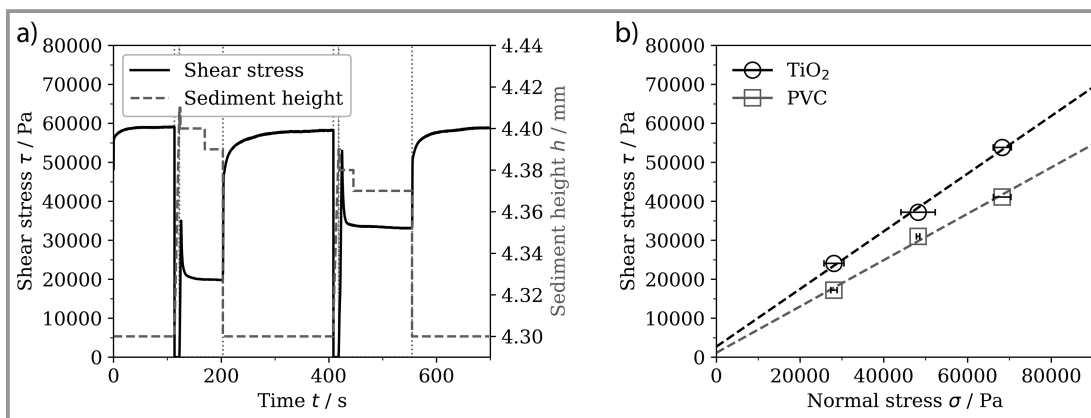 a)
80000
70000
60000
50000
40000
30000
20000
10000
0
Shear stress τ / Pa
Shear stress
Sediment height
4.44
4.42
4.40
4.38
4.36
4.34
4.32
4.30
Sediment height h / mm
0 200 400 600
Time t / s
b)
80000
70000
60000
50000
40000
30000
20000
10000
0
Shear stress τ / Pa
TiO₂
PVC
0 20000 40000 60000 80000
Normal stress σ / Pa